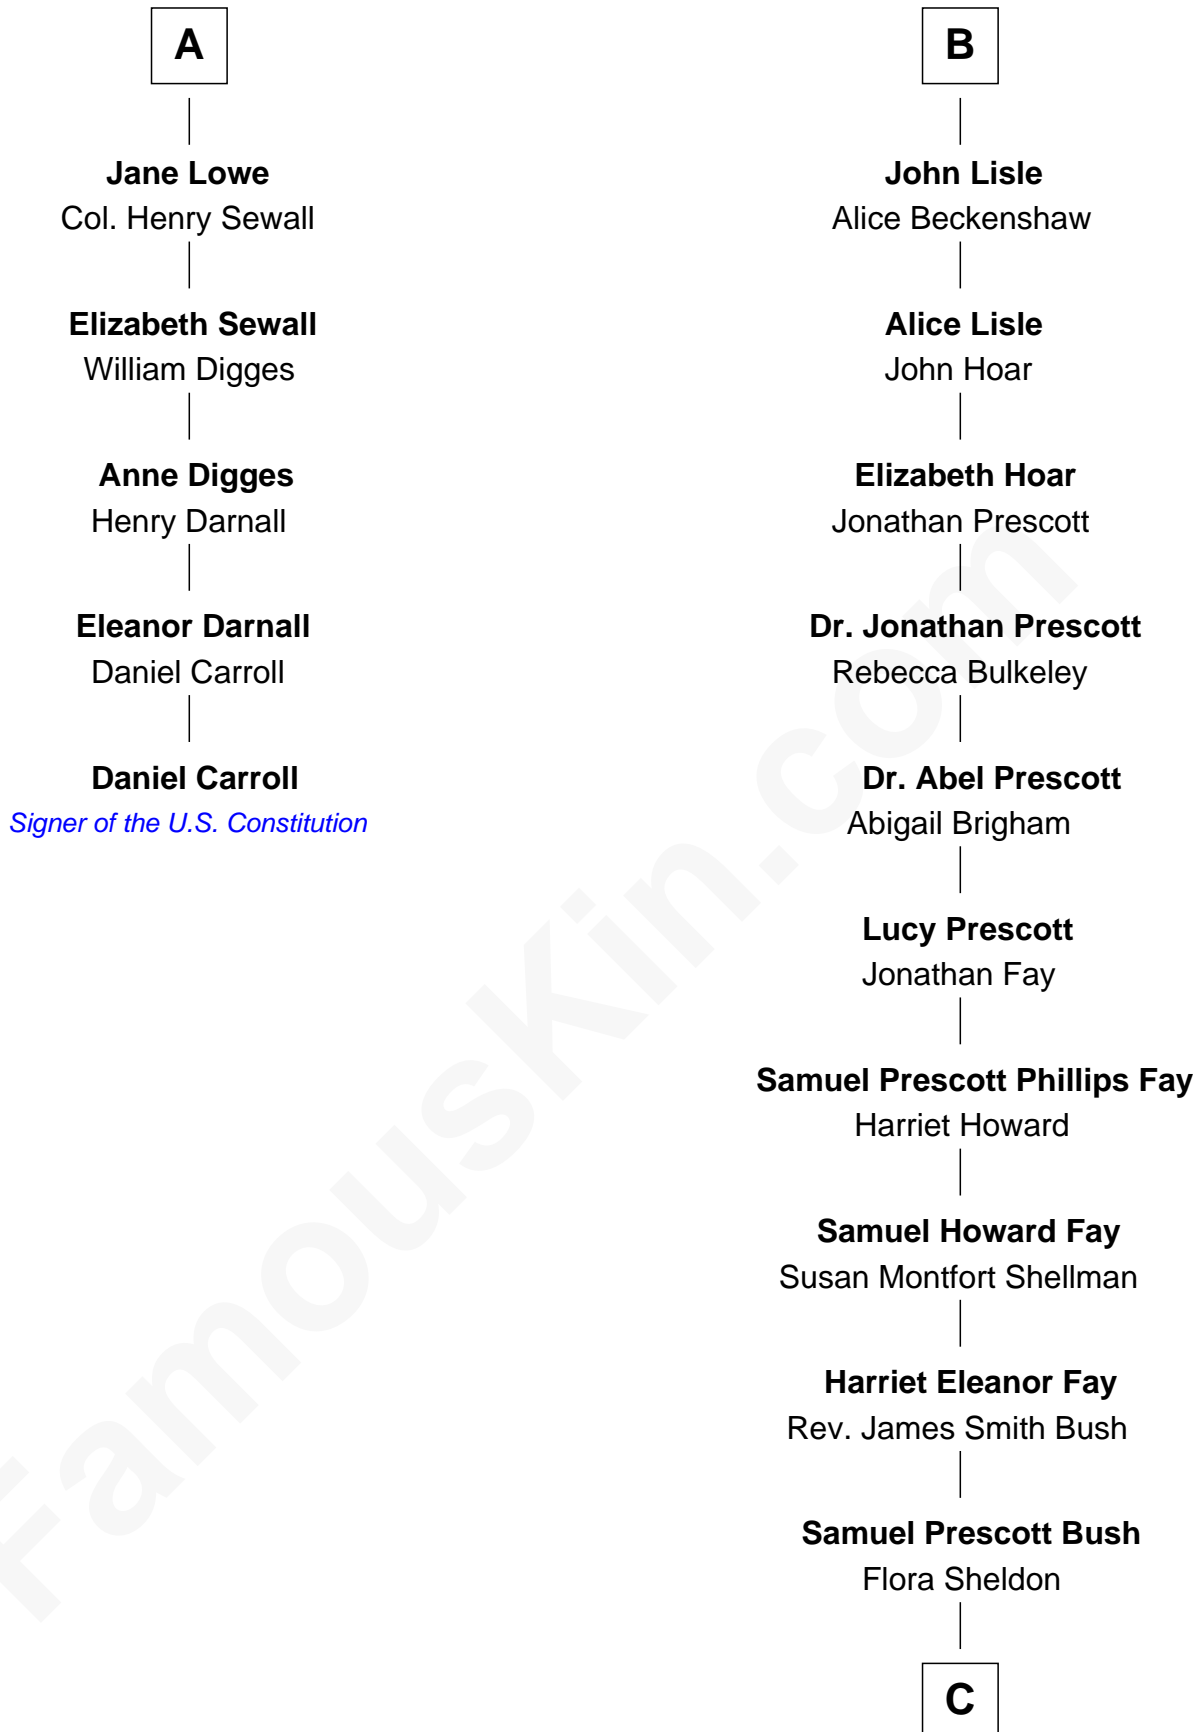 A
Jane Lowe
Col. Henry Sewall
Elizabeth Sewall
William Digges
Anne Digges
Henry Darnall
Eleanor Darnall
Daniel Carroll
Daniel Carroll
Signer of the U.S. Constitution
B
John Lisle
Alice Beckenshaw
Alice Lisle
John Hoar
Elizabeth Hoar
Jonathan Prescott
Dr. Jonathan Prescott
Rebecca Bulkeley
Dr. Abel Prescott
Abigail Brigham
Lucy Prescott
Jonathan Fay
Samuel Prescott Phillips Fay
Harriet Howard
Samuel Howard Fay
Susan Montfort Shellman
Harriet Eleanor Fay
Rev. James Smith Bush
Samuel Prescott Bush
Flora Sheldon
C
FamousKin.com